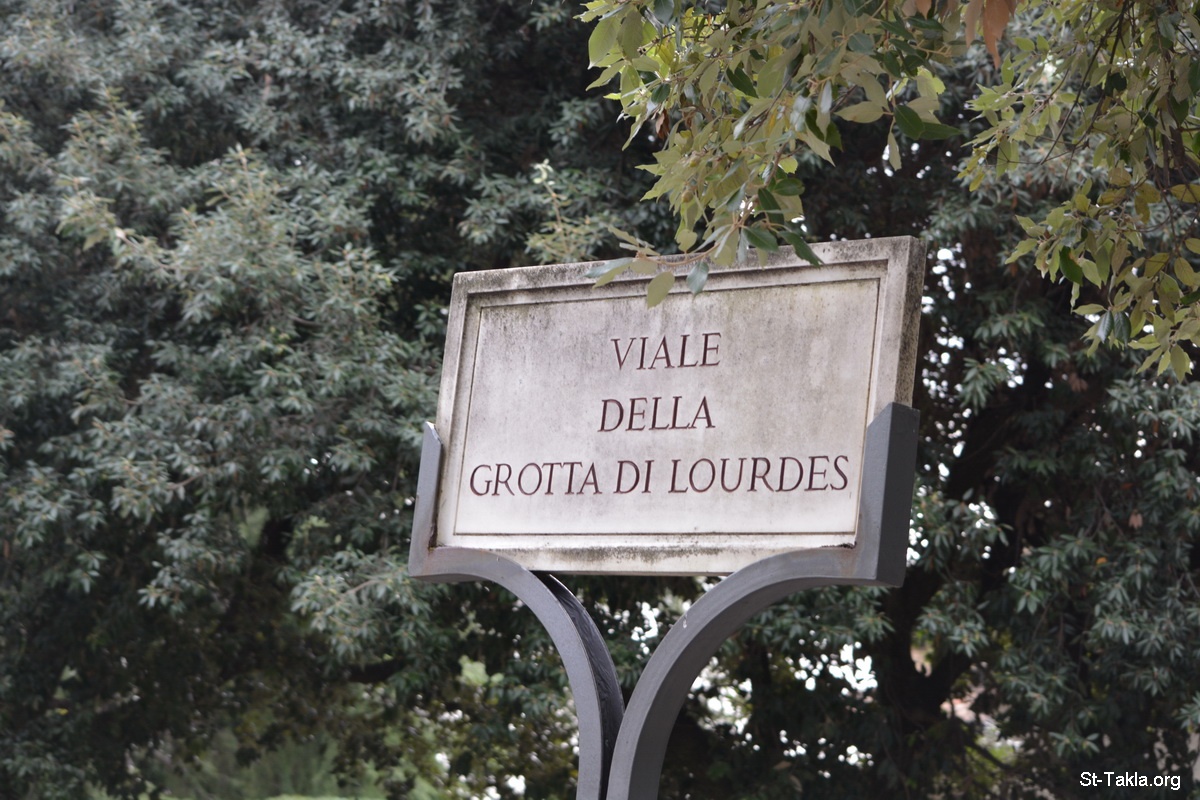 VIALE
DELLA
GROTTA DI LOURDES
St-Takla.org